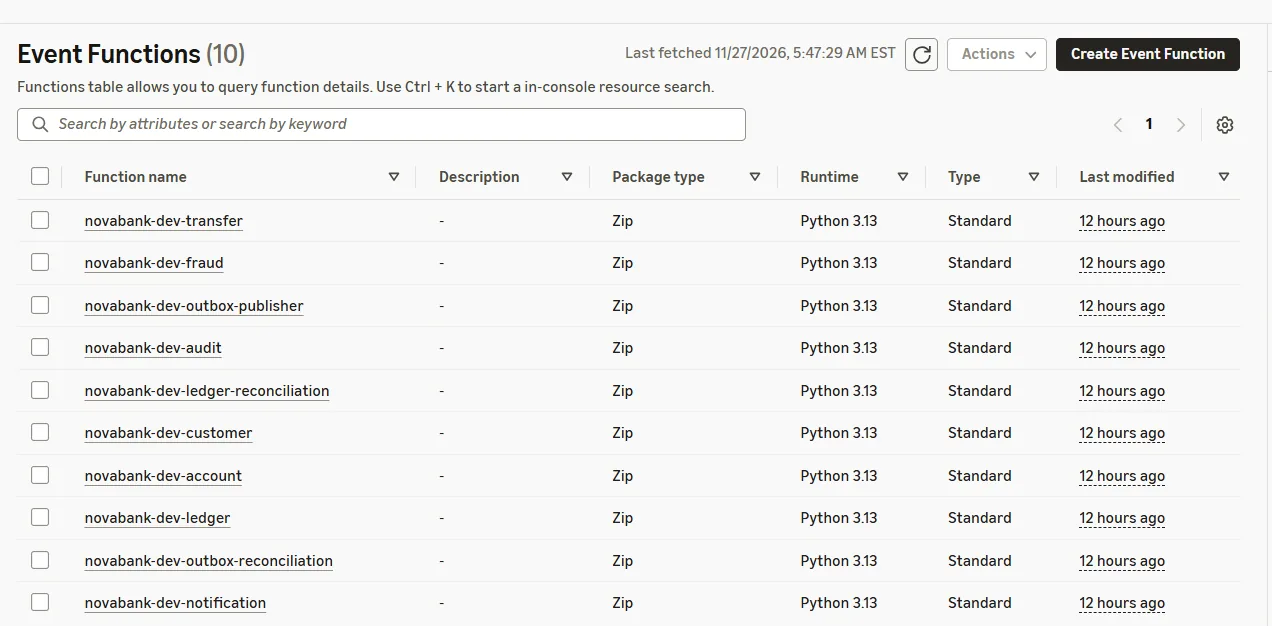 Event Functions (10)
Last fetched 11/27/2026, 5:47:29 AM EST
Actions
Create Event Function
Functions table allows you to query function details. Use Ctrl + K to start a in-console resource search.
Search by attributes or search by keyword
1
Function name Description Package type Runtime Type Last modified
novabank-dev-transfer - Zip Python 3.13 Standard 12 hours ago
novabank-dev-fraud - Zip Python 3.13 Standard 12 hours ago
novabank-dev-outbox-publisher - Zip Python 3.13 Standard 12 hours ago
novabank-dev-audit - Zip Python 3.13 Standard 12 hours ago
novabank-dev-ledger-reconciliation - Zip Python 3.13 Standard 12 hours ago
novabank-dev-customer - Zip Python 3.13 Standard 12 hours ago
novabank-dev-account - Zip Python 3.13 Standard 12 hours ago
novabank-dev-ledger - Zip Python 3.13 Standard 12 hours ago
novabank-dev-outbox-reconciliation - Zip Python 3.13 Standard 12 hours ago
novabank-dev-notification - Zip Python 3.13 Standard 12 hours ago